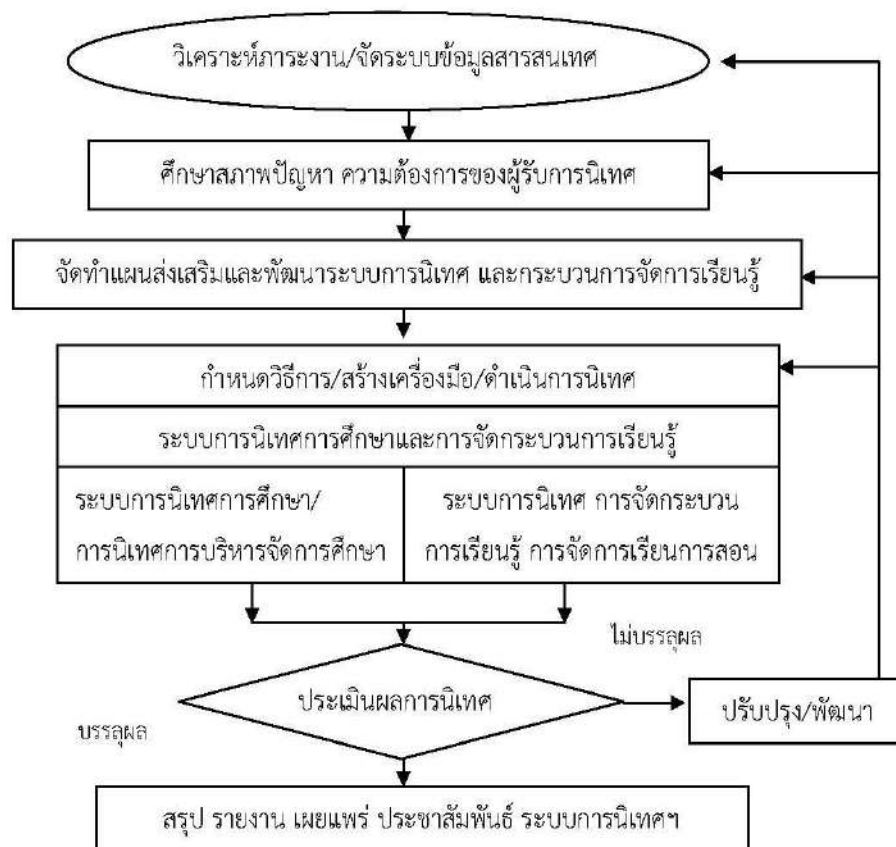 วิเคราะห์ภาระงาน/จัดระบบข้อมูลสารสนเทศ
ศึกษาสภาพปัญหา ความต้องการของผู้รับการนิเทศ
จัดทำแผนส่งเสริมและพัฒนาระบบการนิเทศ และกระบวนการจัดการเรียนรู้
กำหนดวิธีการ/สร้างเครื่องมือ/ดำเนินการนิเทศ
ระบบการนิเทศการศึกษาและการจัดกระบวนการเรียนรู้
ระบบการนิเทศการศึกษา/
การนิเทศการบริหารจัดการศึกษา
ระบบการนิเทศ การจัดกระบวน
การเรียนรู้ การจัดการเรียนการสอน
ไม่บรรลุผล
ประเมินผลการนิเทศ
ปรับปรุง/พัฒนา
บรรลุผล
สรุป รายงาน เผยแพร่ ประชาสัมพันธ์ ระบบการนิเทศฯ